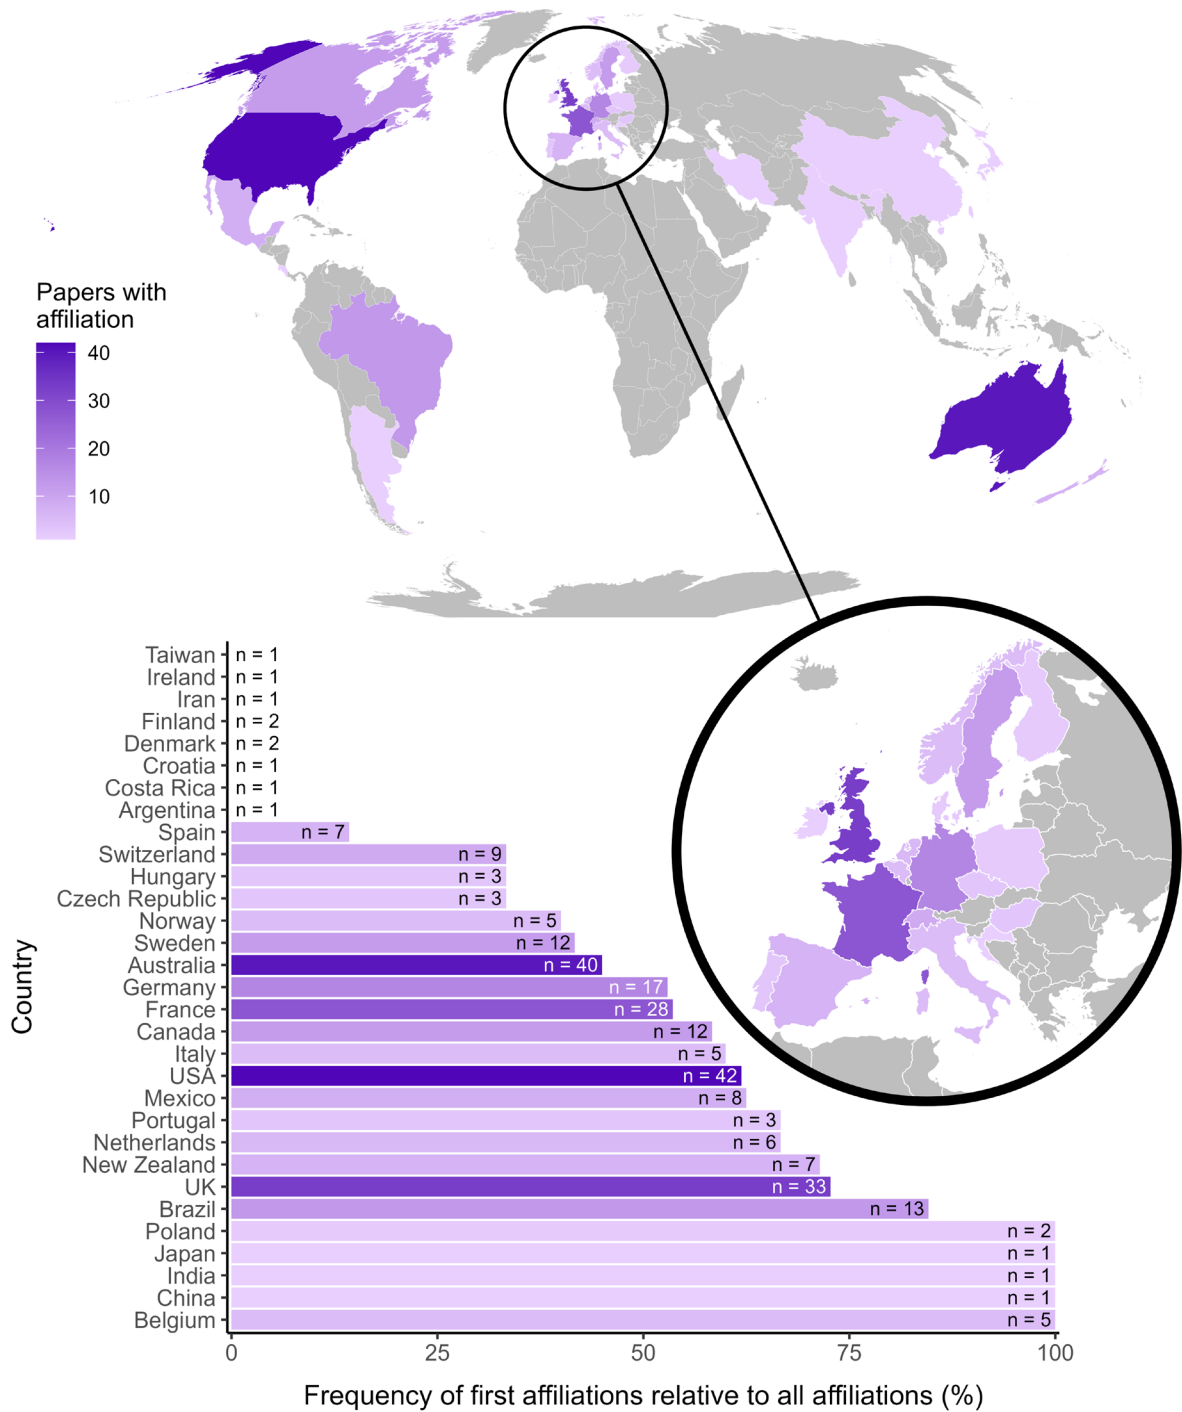 Papers with
affiliation
40
30
20
10
Taiwan n = 1
Ireland n = 1
Iran n = 1
Finland n = 2
Denmark n = 2
Croatia n = 1
Costa Rica n = 1
Argentina n = 1
Spain n = 7
Switzerland n = 9
Hungary n = 3
Czech Republic n = 3
Norway n = 5
Sweden n = 12
Australia n = 40
Germany n = 17
France n = 28
Canada n = 12
Italy n = 5
USA n = 42
Mexico n = 8
Portugal n = 3
Netherlands n = 6
New Zealand n = 7
UK n = 33
Brazil n = 13
Poland n = 2
Japan n = 1
India n = 1
China n = 1
Belgium n = 5
Country
0 25 50 75 100
Frequency of first affiliations relative to all affiliations (%)